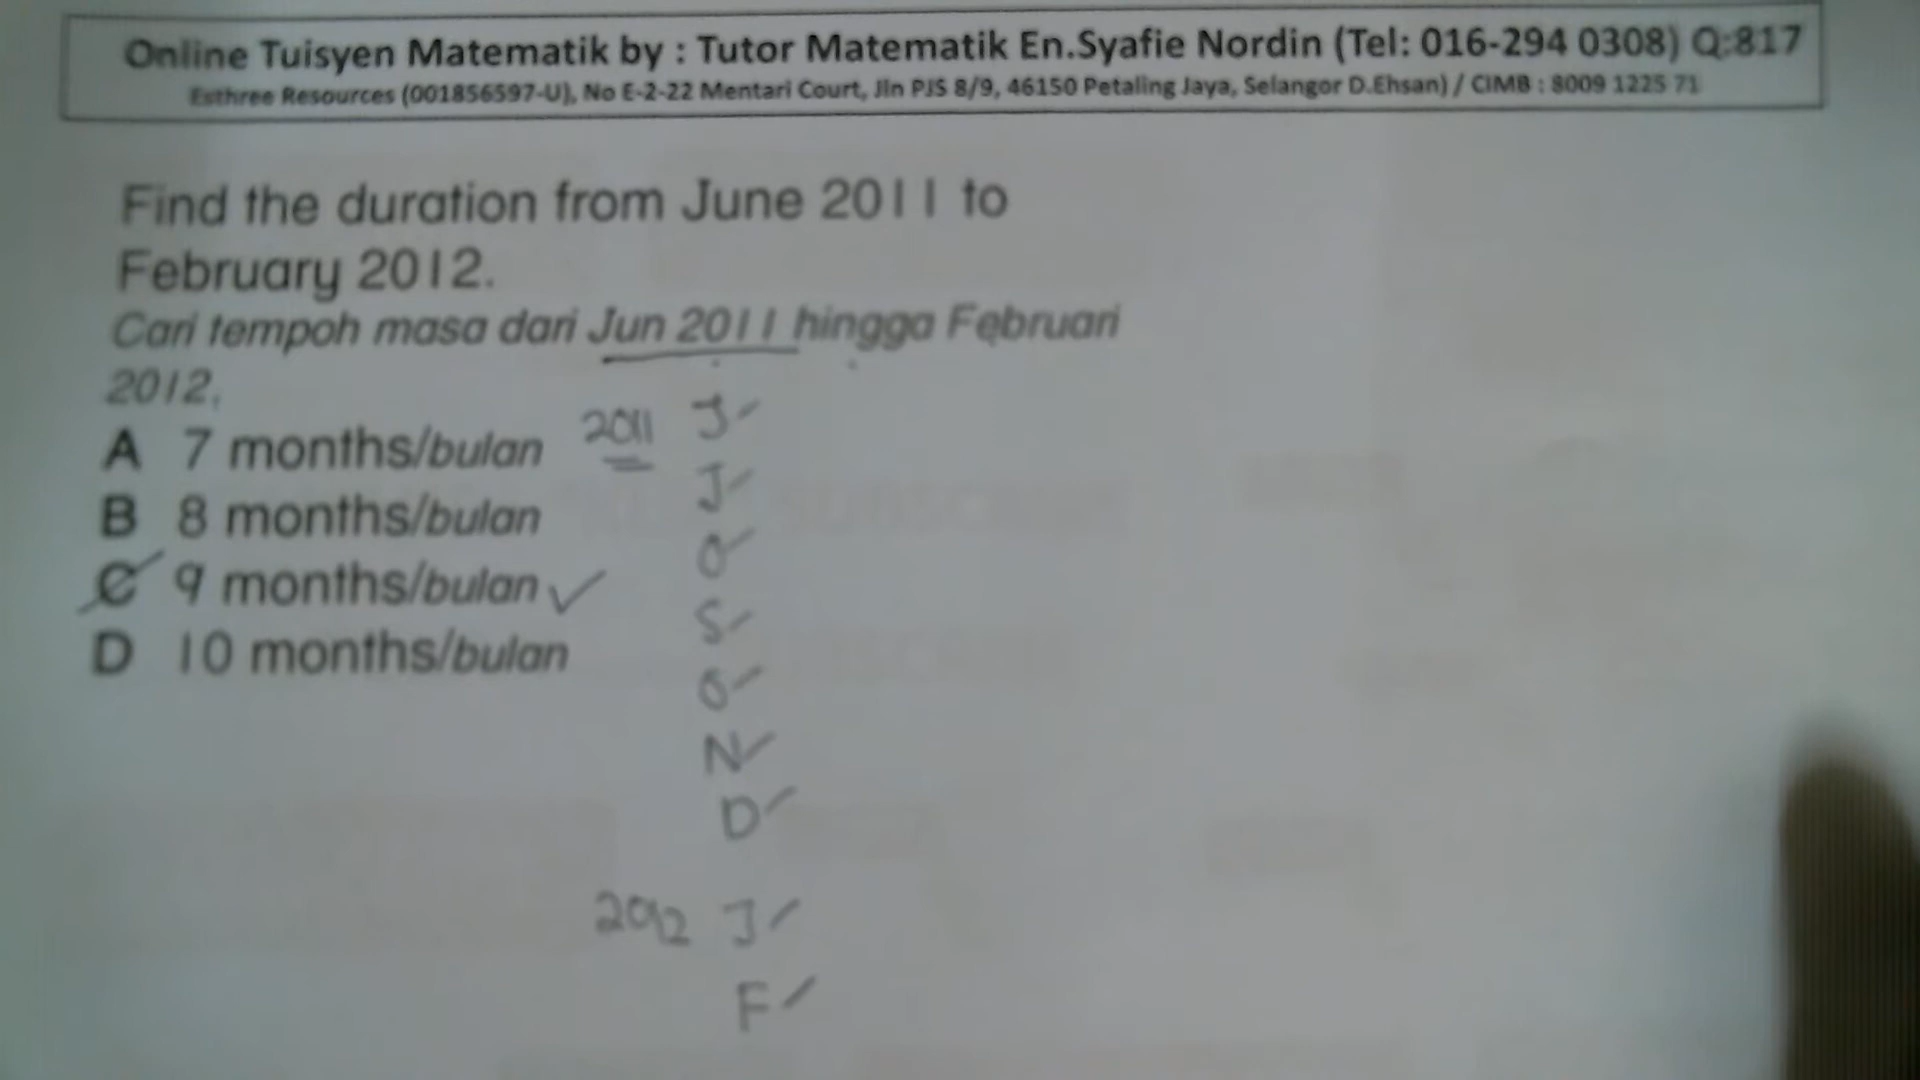 Online Tuisyen Matematik by : Tutor Matematik En.Syafie Nordin (Tel: 016-294 0308) Q:817
Esthree Resources (001856597-U), No E-2-22 Mentari Court, Jln PJS 8/9, 46150 Petaling Jaya, Selangor D.Ehsan) / CIMB : 8009 1225 71
Find the duration from June 2011 to
February 2012.
Cari tempoh masa dari Jun 2011 hingga Februari
2012.
A 7 months/bulan
B 8 months/bulan
C 9 months/bulan
D 10 months/bulan
2011 J
J
O
S
O
N
D
2012 J
F